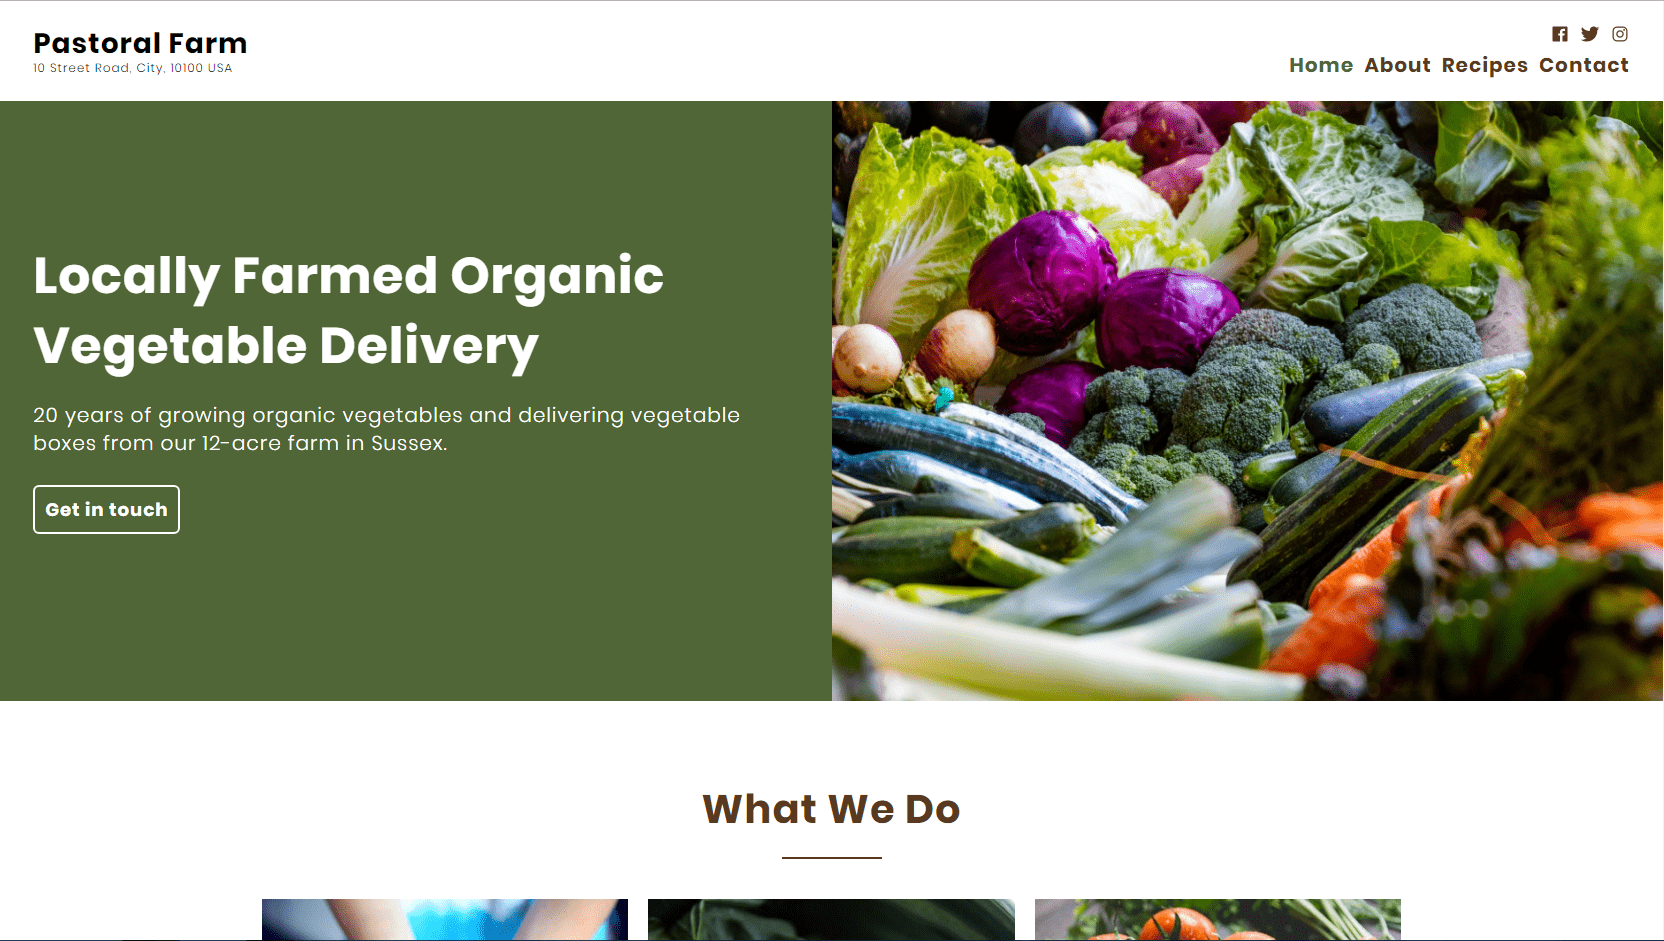 Pastoral Farm
10 Street Road, City, 10100 USA
Home About Recipes Contact
Locally Farmed Organic
Vegetable Delivery
20 years of growing organic vegetables and delivering vegetable
boxes from our 12-acre farm in Sussex.
Get in touch
What We Do